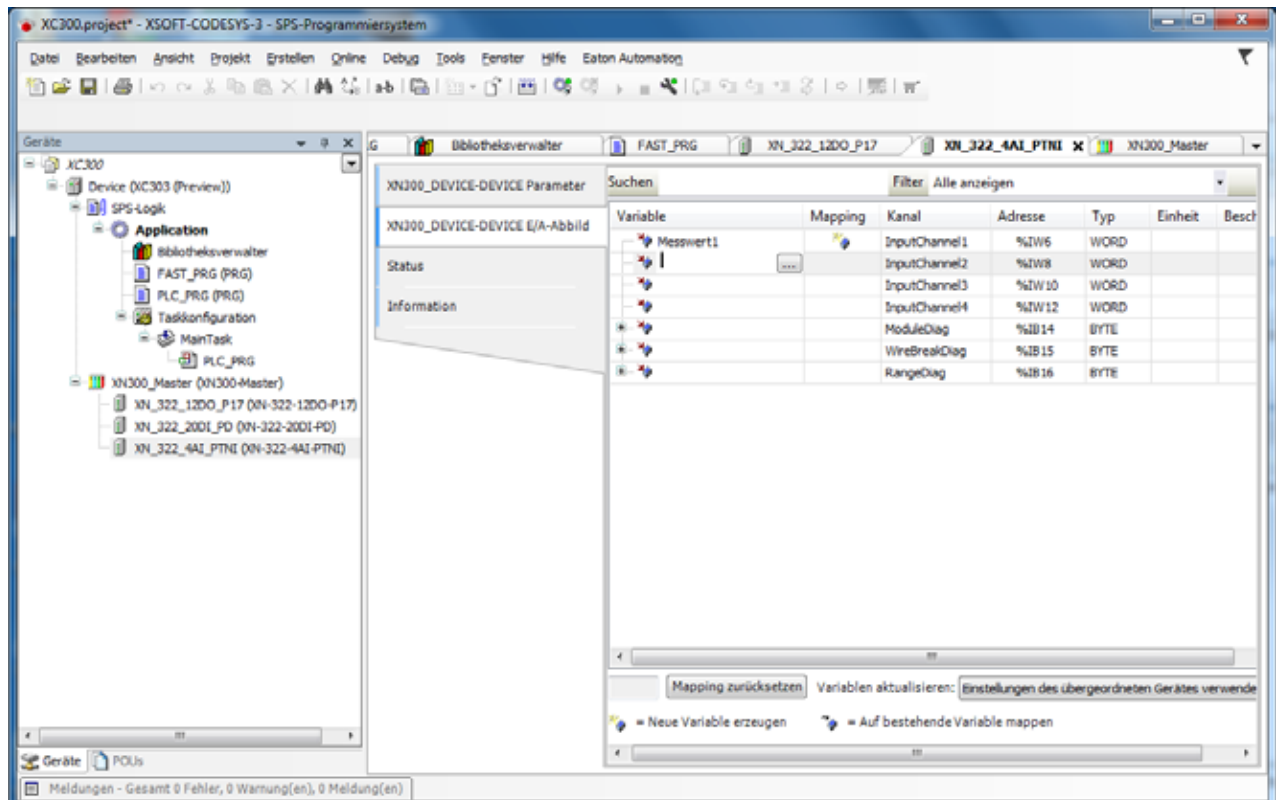 XC300.project* - XSOFT-CODESYS-3 - SPS-Programmiersystem
Datei Bearbeiten Ansicht Projekt Erstellen Online Debug Tools Fenster Hilfe Eaton Automation
Geräte
XC300
Device (XC303 (Preview))
SPS-Logik
Application
Bibliotheksverwalter
FAST_PRG (PRG)
PLC_PRG (PRG)
Taskkonfiguration
MainTask
PLC_PRG
XN300_Master (XN300-Master)
XN_322_12DO_P17 (XN-322-12DO-P17)
XN_322_20DI_PD (XN-322-20DI-PD)
XN_322_4AI_PTNI (XN-322-4AI-PTNI)
Geräte POUs
.G Bibliotheksverwalter FAST_PRG XN_322_12DO_P17 XN_322_4AI_PTNI XN300_Master
XN300_DEVICE-DEVICE Parameter
XN300_DEVICE-DEVICE E/A-Abbild
Status
Information
Suchen Filter Alle anzeigen
Variable Mapping Kanal Adresse Typ Einheit Besch
Messwert1 InputChannel1 %IW6 WORD
... InputChannel2 %IW8 WORD
InputChannel3 %IW10 WORD
InputChannel4 %IW12 WORD
ModuleDiag %IB14 BYTE
WireBreakDiag %IB15 BYTE
RangeDiag %IB16 BYTE
Mapping zurücksetzen Variablen aktualisieren: Einstellungen des übergeordneten Gerätes verwende
= Neue Variable erzeugen = Auf bestehende Variable mappen
Meldungen - Gesamt 0 Fehler, 0 Warnung(en), 0 Meldung(en)